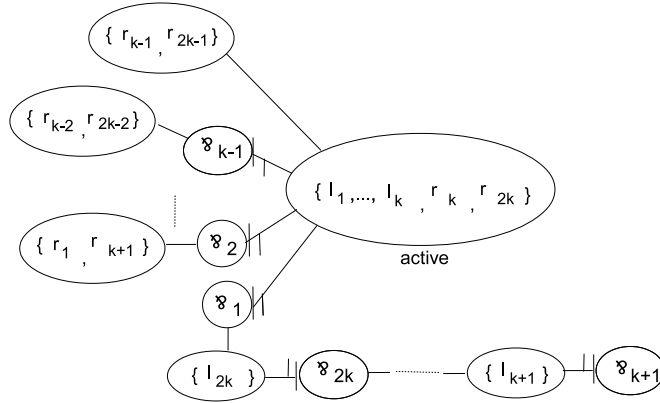 { r_{k-1} , r_{2k-1} }
{ r_{k-2} , r_{2k-2} }
⅋_{k-1}
{ l_1 ,..., l_k , r_k , r_{2k} }
{ r_1 , r_{k+1} }
⅋_2
active
⅋_1
{ l_{2k} }
⅋_{2k}
{ l_{k+1} }
⅋_{k+1}